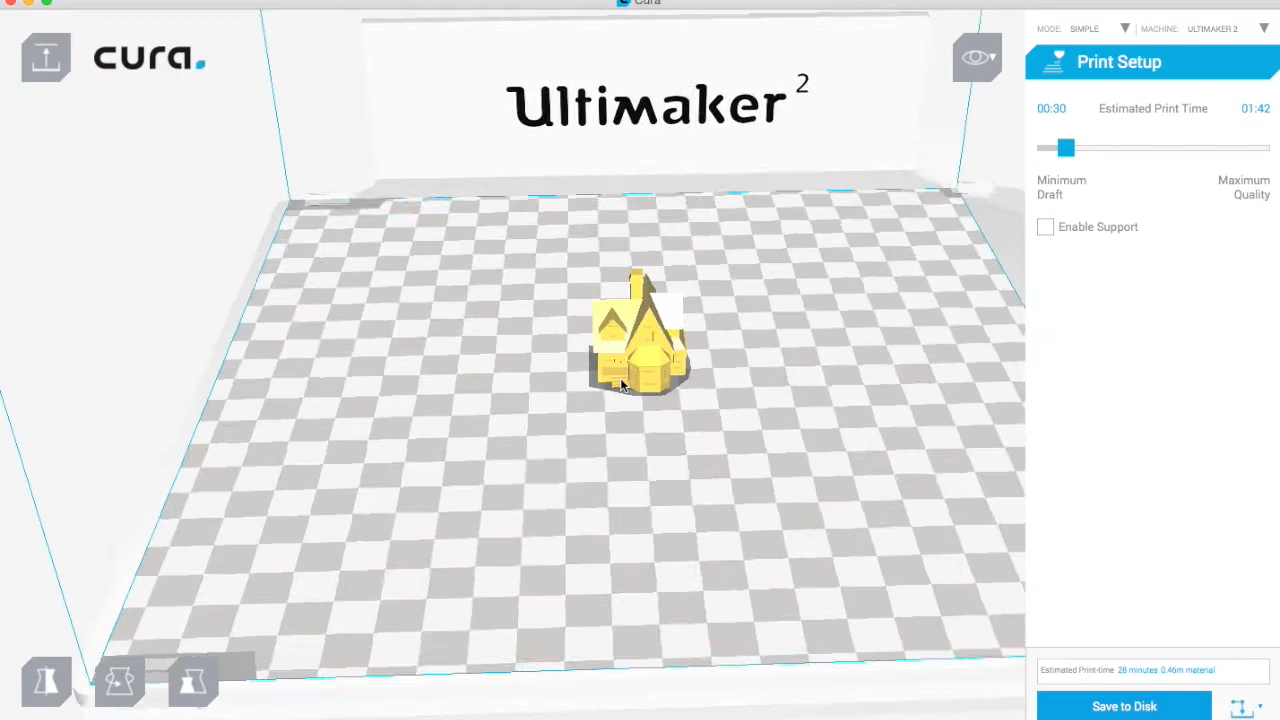 Cura
cura.
Ultimaker 2
MODE: SIMPLE MACHINE: ULTIMAKER 2
Print Setup
00:30 Estimated Print Time 01:42
Minimum Draft
Maximum Quality
Enable Support
Estimated Print-time 28 minutes 0.46m material
Save to Disk